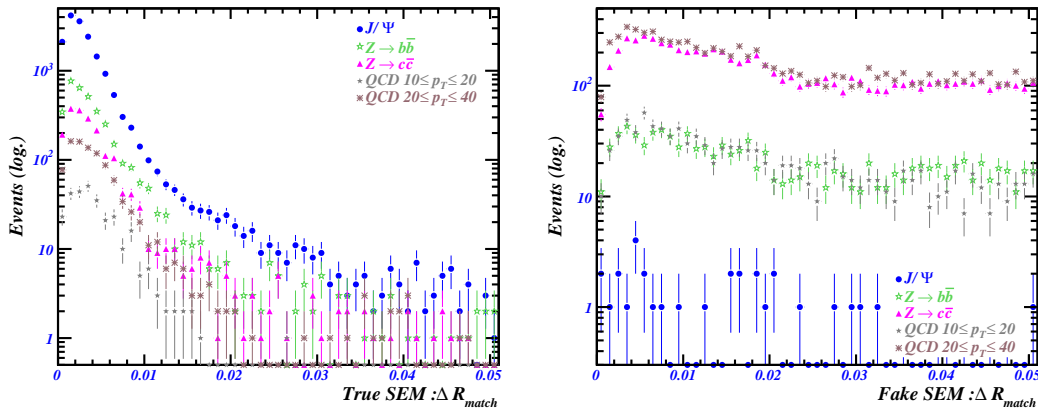 Events (log.)
10³
10²
10
1
0 0.01 0.02 0.03 0.04 0.05
True SEM :Δ R_match
J/Ψ
Z → bb̅
Z → cc̅
QCD 10≤ p_T ≤ 20
QCD 20≤ p_T ≤ 40
Events (log.)
10²
10
1
0 0.01 0.02 0.03 0.04 0.05
Fake SEM :Δ R_match
J/Ψ
Z → bb̅
Z → cc̅
QCD 10≤ p_T ≤ 20
QCD 20≤ p_T ≤ 40